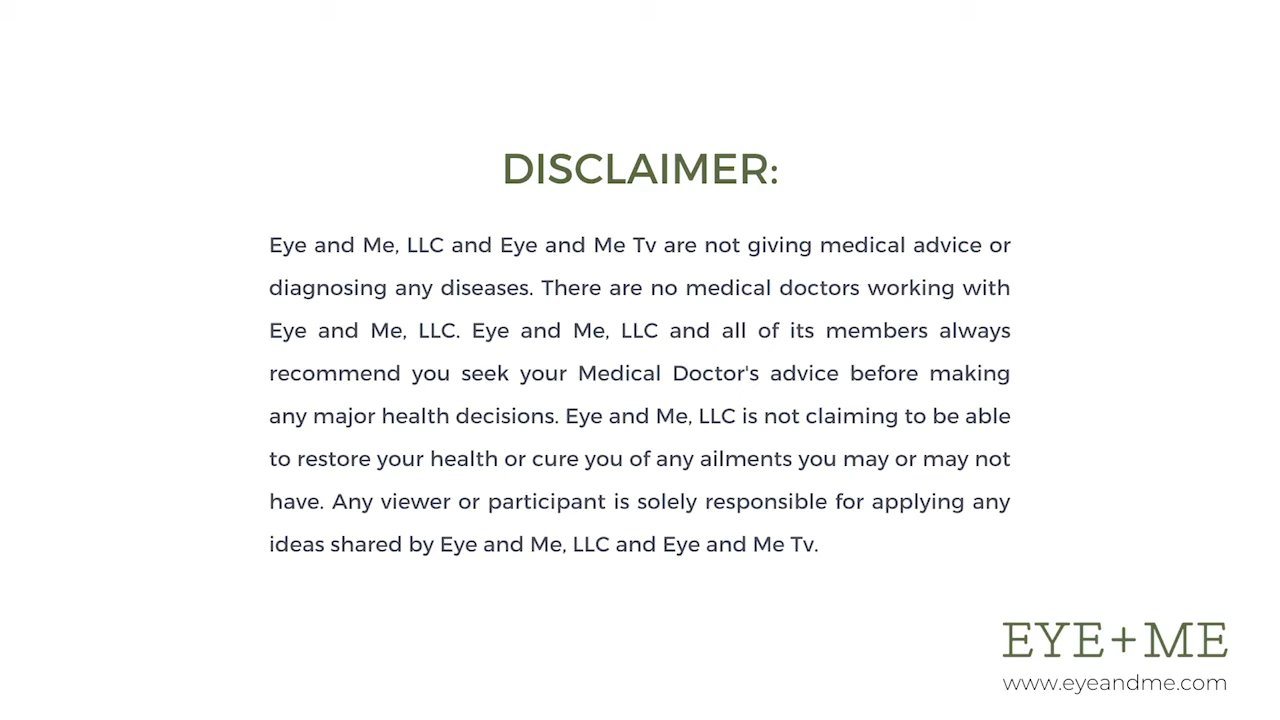 DISCLAIMER:
Eye and Me, LLC and Eye and Me Tv are not giving medical advice or
diagnosing any diseases. There are no medical doctors working with
Eye and Me, LLC. Eye and Me, LLC and all of its members always
recommend you seek your Medical Doctor's advice before making
any major health decisions. Eye and Me, LLC is not claiming to be able
to restore your health or cure you of any ailments you may or may not
have. Any viewer or participant is solely responsible for applying any
ideas shared by Eye and Me, LLC and Eye and Me Tv.
EYE+ME
www.eyeandme.com